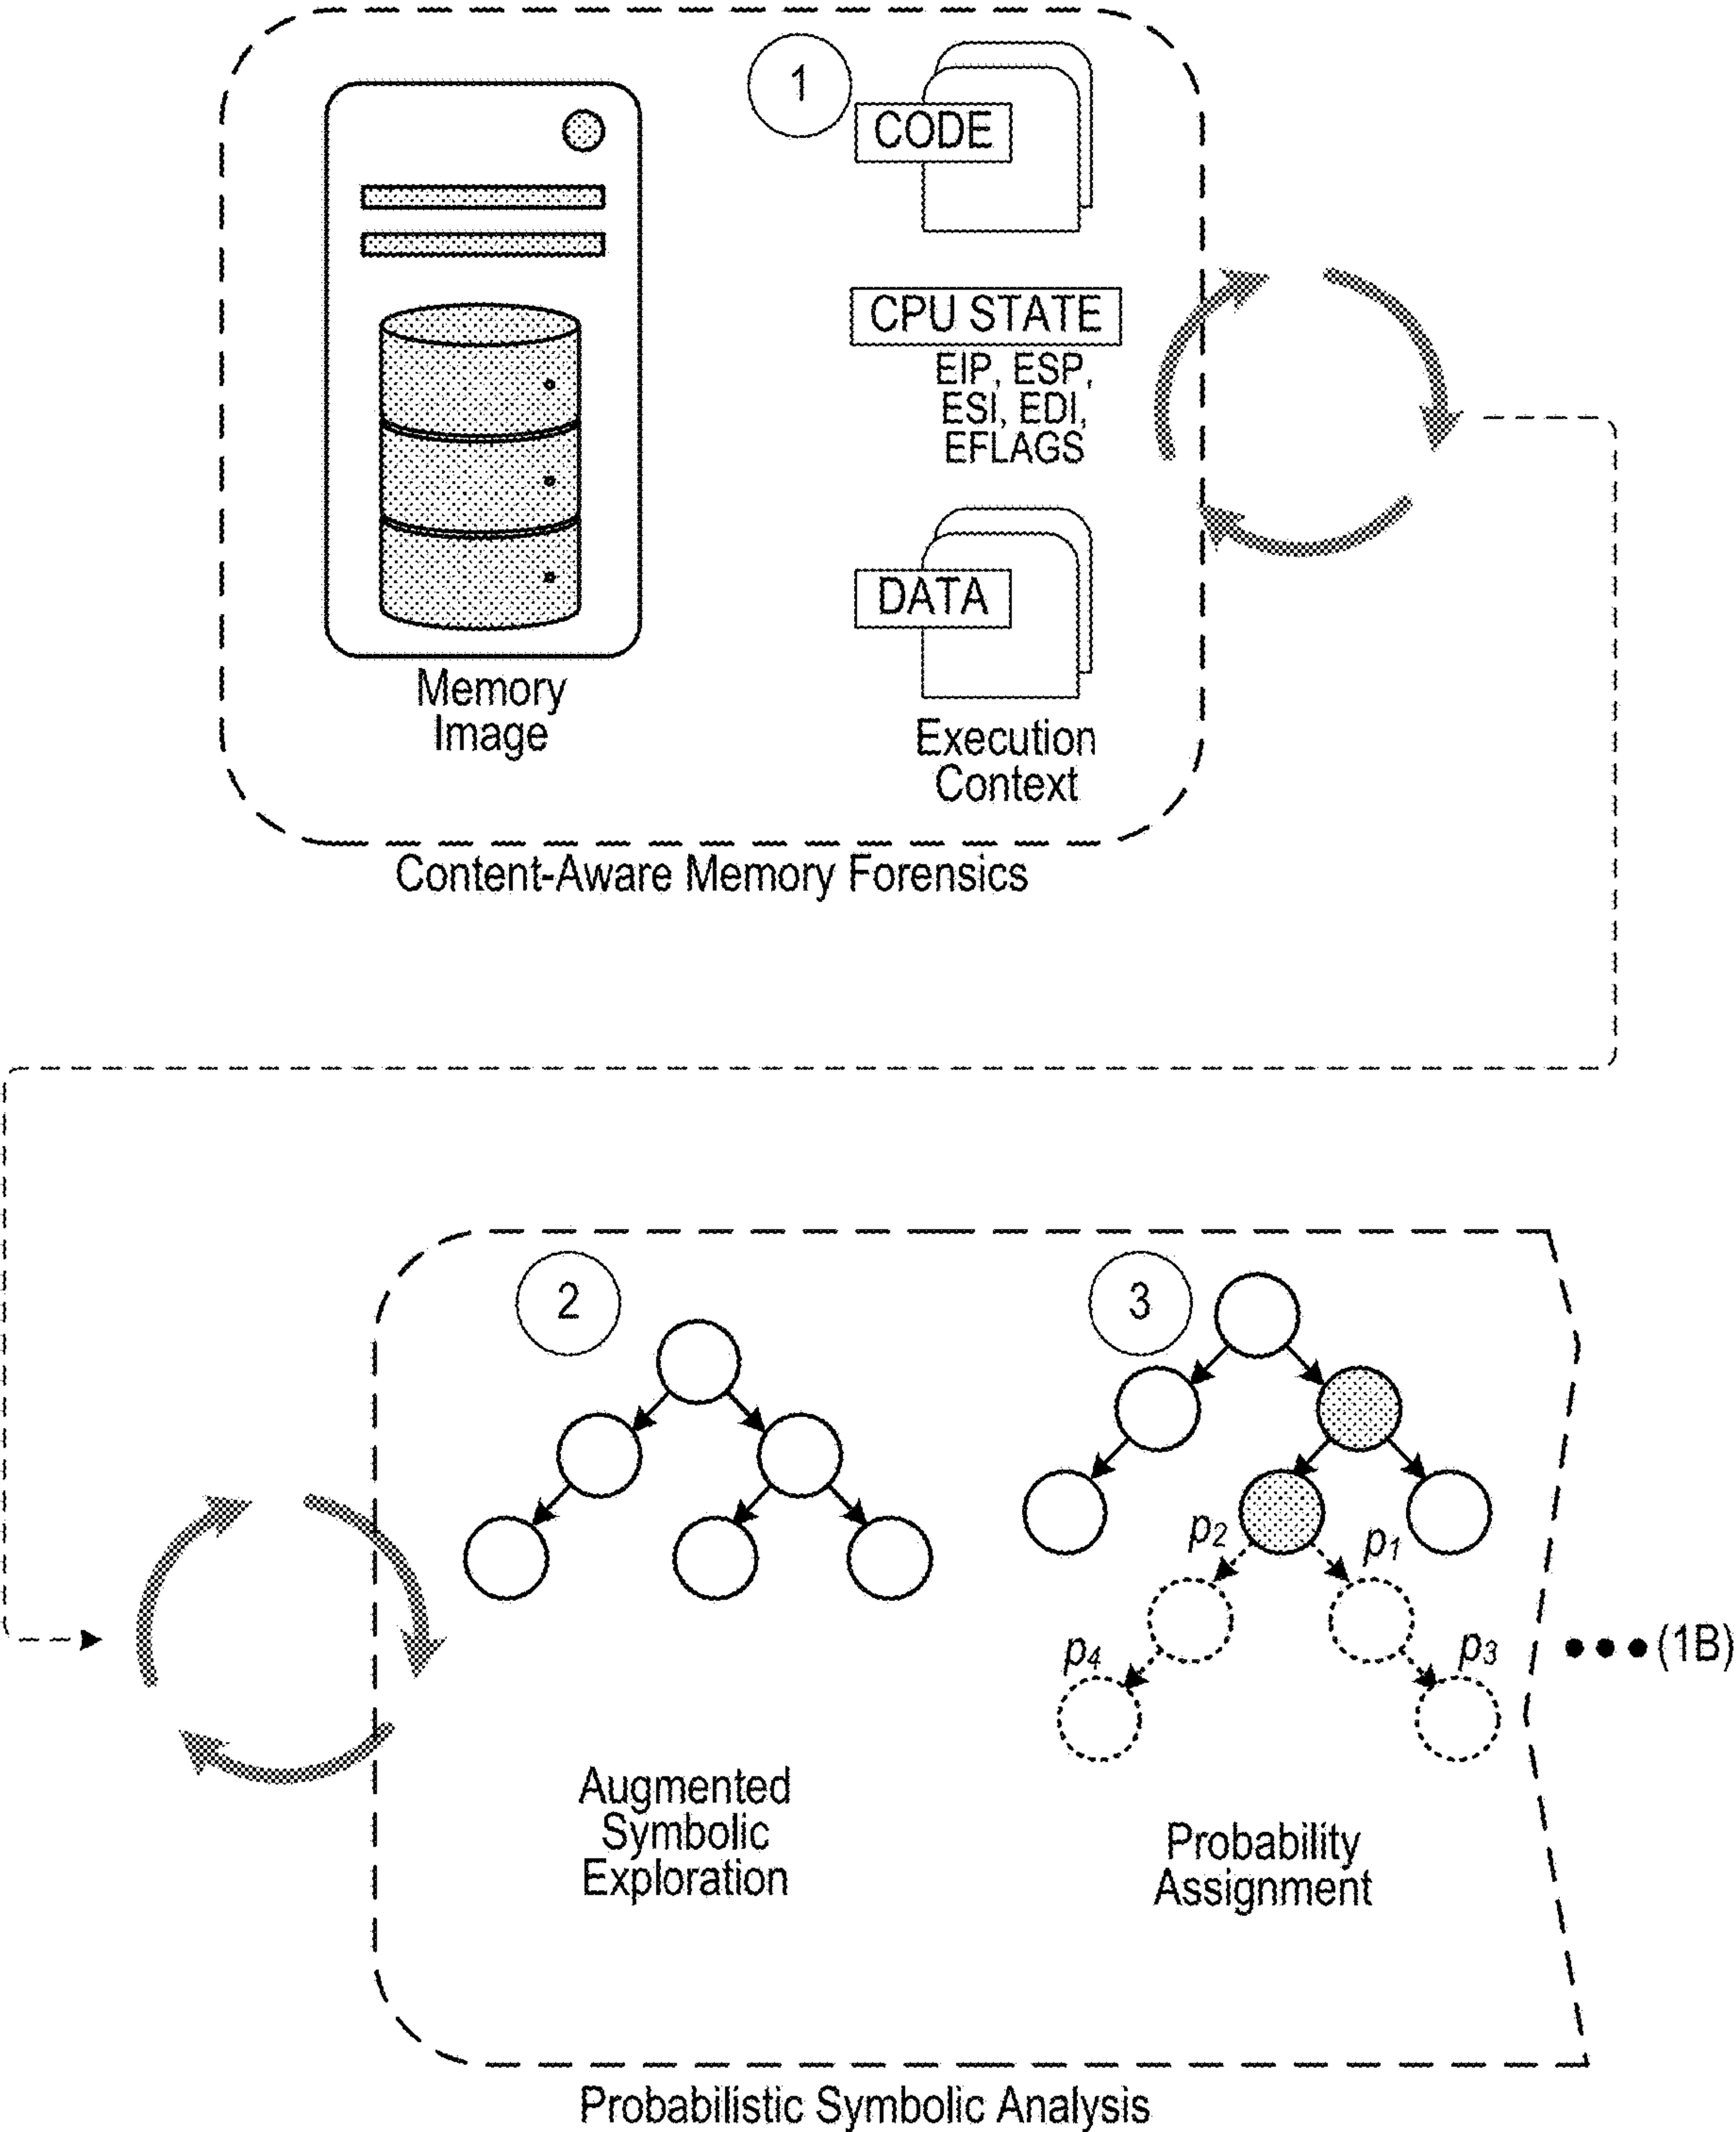 1
CODE
CPU STATE
EIP, ESP,
ESI, EDI,
EFLAGS
DATA
Memory
Image
Execution
Context
Content-Aware Memory Forensics
2
3
p2
p1
p4
p3
(1B)
Augmented
Symbolic
Exploration
Probability
Assignment
Probabilistic Symbolic Analysis